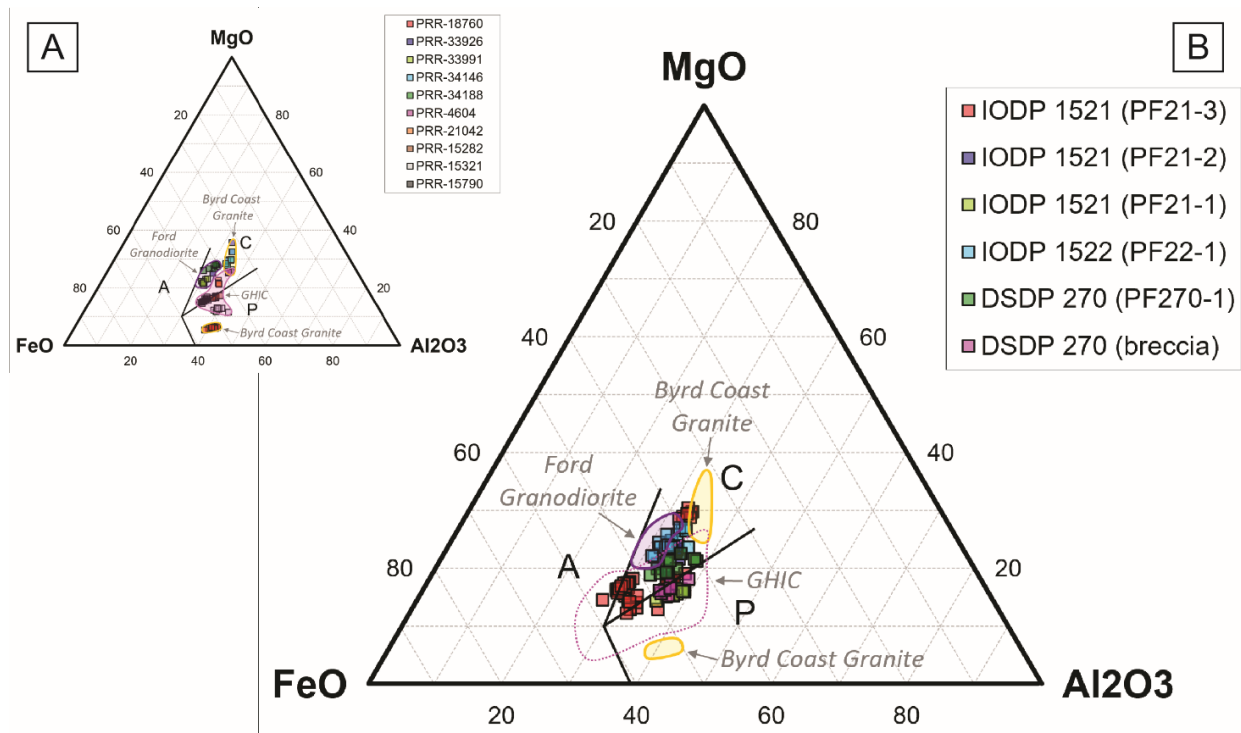 A
MgO
20
80
40
60
60
40
80
20
Byrd Coast
Granite
Ford
Granodiorite
C
A
GHIC
P
Byrd Coast Granite
FeO
Al2O3
20
40
60
80
PRR-18760
PRR-33926
PRR-33991
PRR-34146
PRR-34188
PRR-4604
PRR-21042
PRR-15282
PRR-15321
PRR-15790
B
MgO
20
80
40
60
60
40
80
20
Byrd Coast
Granite
Ford
Granodiorite
C
A
GHIC
P
Byrd Coast Granite
FeO
Al2O3
20
40
60
80
IODP 1521 (PF21-3)
IODP 1521 (PF21-2)
IODP 1521 (PF21-1)
IODP 1522 (PF22-1)
DSDP 270 (PF270-1)
DSDP 270 (breccia)